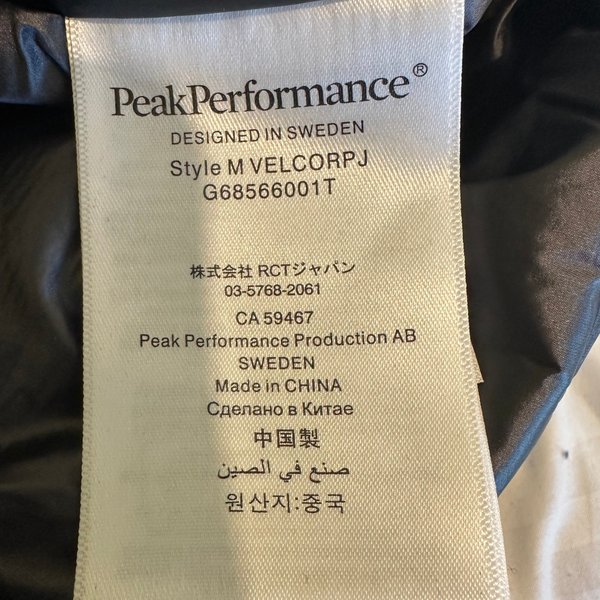 PeakPerformance®
DESIGNED IN SWEDEN
Style M VELCORPJ
G68566001T
株式会社 RCTジャパン
03-5768-2061
CA 59467
Peak Performance Production AB
SWEDEN
Made in CHINA
Сделано в Китае
中国製
صنع في الصين
원산지:중국